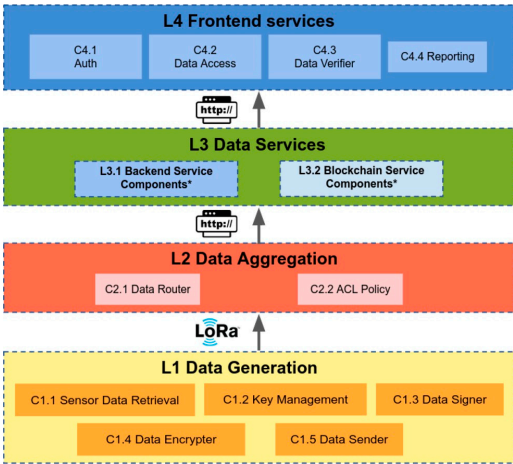 L4 Frontend services
C4.1
Auth
C4.2
Data Access
C4.3
Data Verifier
C4.4 Reporting
http://
L3 Data Services
L3.1 Backend Service
Components*
L3.2 Blockchain Service
Components*
http://
L2 Data Aggregation
C2.1 Data Router
C2.2 ACL Policy
LoRa
L1 Data Generation
C1.1 Sensor Data Retrieval
C1.2 Key Management
C1.3 Data Signer
C1.4 Data Encrypter
C1.5 Data Sender